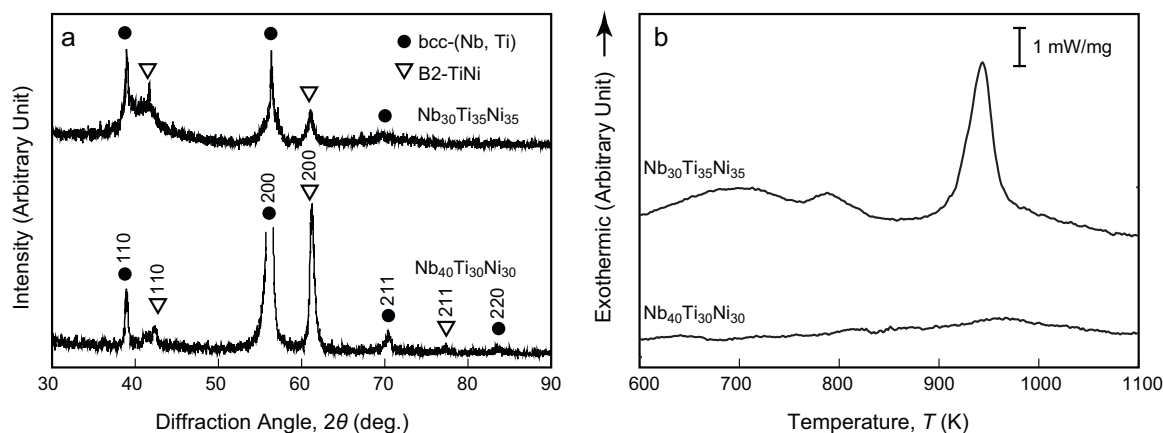 a
bcc-(Nb, Ti)
B2-TiNi
Nb30Ti35Ni35
110
110
200
200
Nb40Ti30Ni30
211
211
220
30 40 50 60 70 80 90
Diffraction Angle, 2θ (deg.)
Intensity (Arbitrary Unit)
b
1 mW/mg
Nb30Ti35Ni35
Nb40Ti30Ni30
600 700 800 900 1000 1100
Temperature, T (K)
Exothermic (Arbitrary Unit)